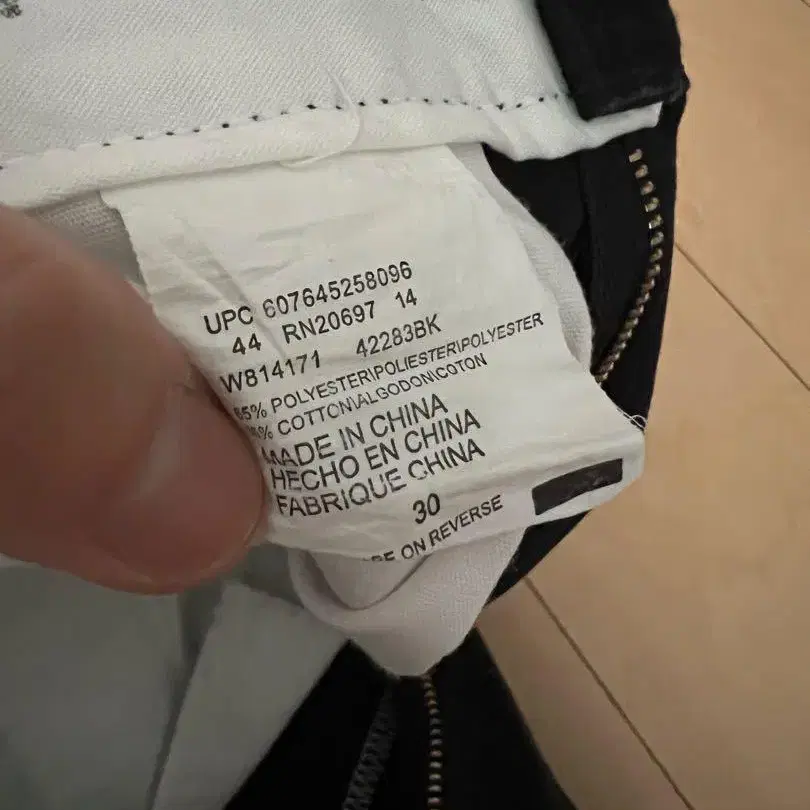 UPC 607645258096
44 RN20697 14
W814171 42283BK
65% POLYESTER\POLIESTER\POLYESTER
% COTTON\ALGODON\COTON
MADE IN CHINA
HECHO EN CHINA
FABRIQUE CHINA
30
ON REVERSE